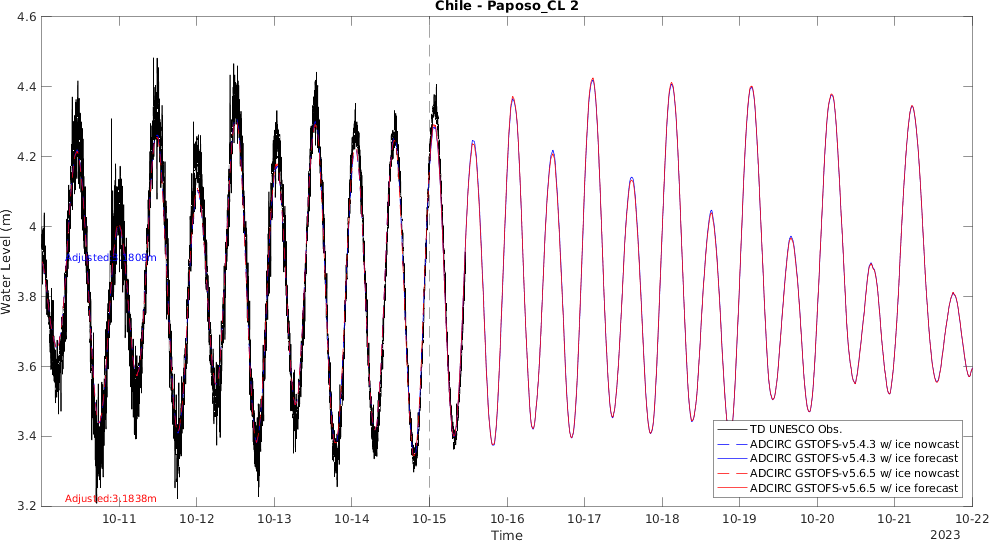 Chile - Paposo_CL 2
4.6
4.4
4.2
4
3.8
3.6
3.4
3.2
Water Level (m)
Adjusted:3.1808m
Adjusted:3.1838m
TD UNESCO Obs.
ADCIRC GSTOFS-v5.4.3 w/ ice nowcast
ADCIRC GSTOFS-v5.4.3 w/ ice forecast
ADCIRC GSTOFS-v5.6.5 w/ ice nowcast
ADCIRC GSTOFS-v5.6.5 w/ ice forecast
10-11 10-12 10-13 10-14 10-15 10-16 10-17 10-18 10-19 10-20 10-21 10-22
Time
2023